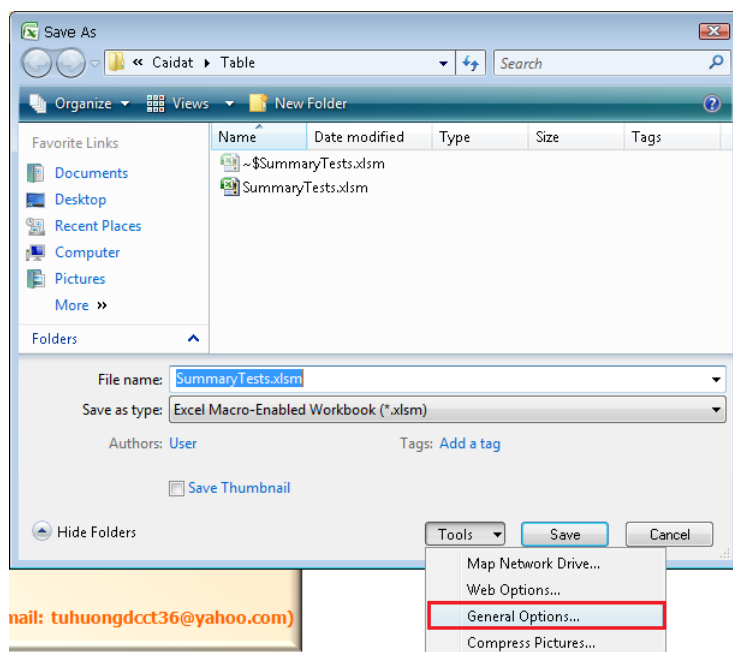 Save As
« Caidat ▸ Table
Search
Organize
Views
New Folder
Favorite Links
Documents
Desktop
Recent Places
Computer
Pictures
More »
Folders
Name
Date modified
Type
Size
Tags
~$SummaryTests.xlsm
SummaryTests.xlsm
File name: SummaryTests.xlsm
Save as type: Excel Macro-Enabled Workbook (*.xlsm)
Authors: User
Tags: Add a tag
Save Thumbnail
Hide Folders
Tools
Save
Cancel
Map Network Drive...
Web Options...
General Options...
Compress Pictures...
mail: tuhuongdcct36@yahoo.com)